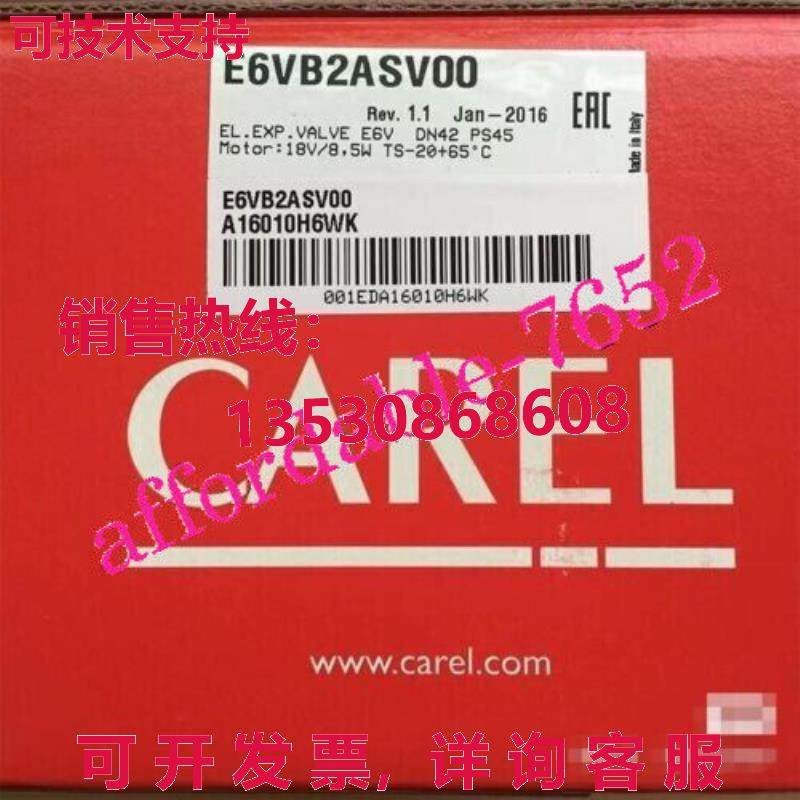 可技术支持
E6VB2ASV00
Rev. 1.1 Jan-2016
EAC
Made in Italy
EL.EXP.VALVE E6V DN42 PS45
Motor:18V/8,5W TS-20+65°C
E6VB2ASV00
A16010H6WK
001EDA16010H6WK
销售热线:
affordable-7652
CAREL
13530868608
www.carel.com
可开发票, 详询客服